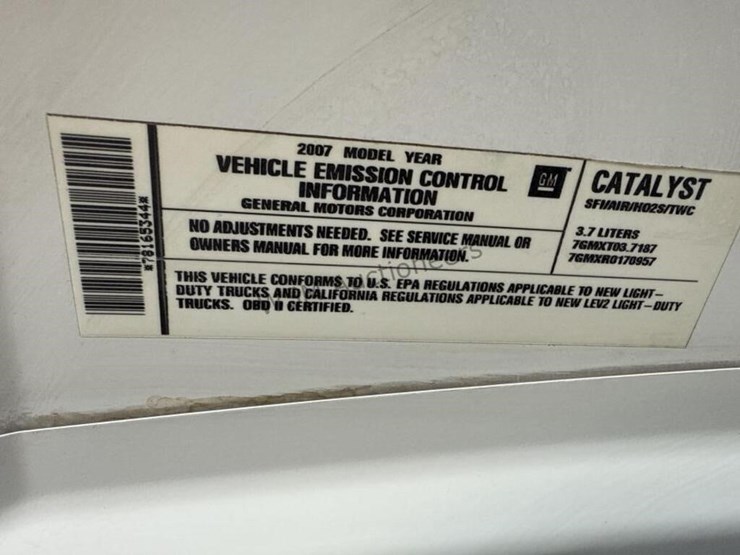 *78165344*
2007 MODEL YEAR
VEHICLE EMISSION CONTROL
INFORMATION
GENERAL MOTORS CORPORATION
GM
CATALYST
SFI/AIR/HO2S/TWC
NO ADJUSTMENTS NEEDED. SEE SERVICE MANUAL OR
OWNERS MANUAL FOR MORE INFORMATION.
3.7 LITERS
7GMXT03.7187
7GMXR0170957
THIS VEHICLE CONFORMS TO U.S. EPA REGULATIONS APPLICABLE TO NEW LIGHT-
DUTY TRUCKS AND CALIFORNIA REGULATIONS APPLICABLE TO NEW LEV2 LIGHT-DUTY
TRUCKS. OBD II CERTIFIED.